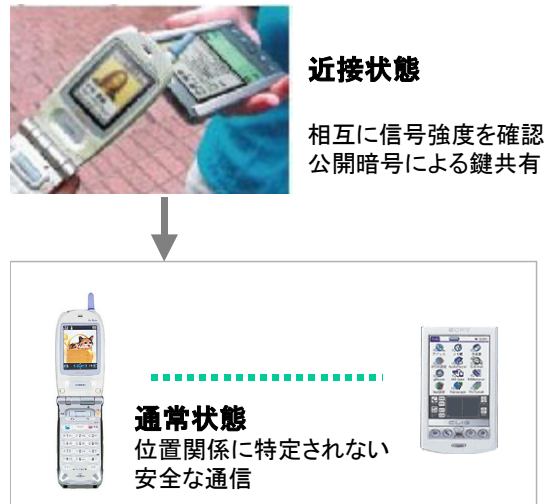 近接状態
相互に信号強度を確認
公開暗号による鍵共有
通常状態
位置関係に特定されない
安全な通信
SONY
CLIE